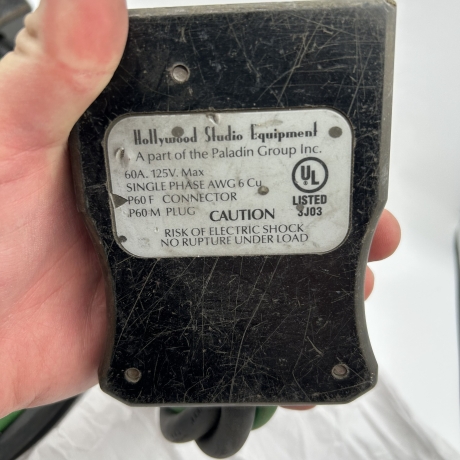 Hollywood Studio Equipment
A part of the Paladin Group Inc.
60A. 125V. Max
SINGLE PHASE AWG 6 Cu
P60 F CONNECTOR
P60 M PLUG
CAUTION
RISK OF ELECTRIC SHOCK
NO RUPTURE UNDER LOAD
UL
LISTED
3J03